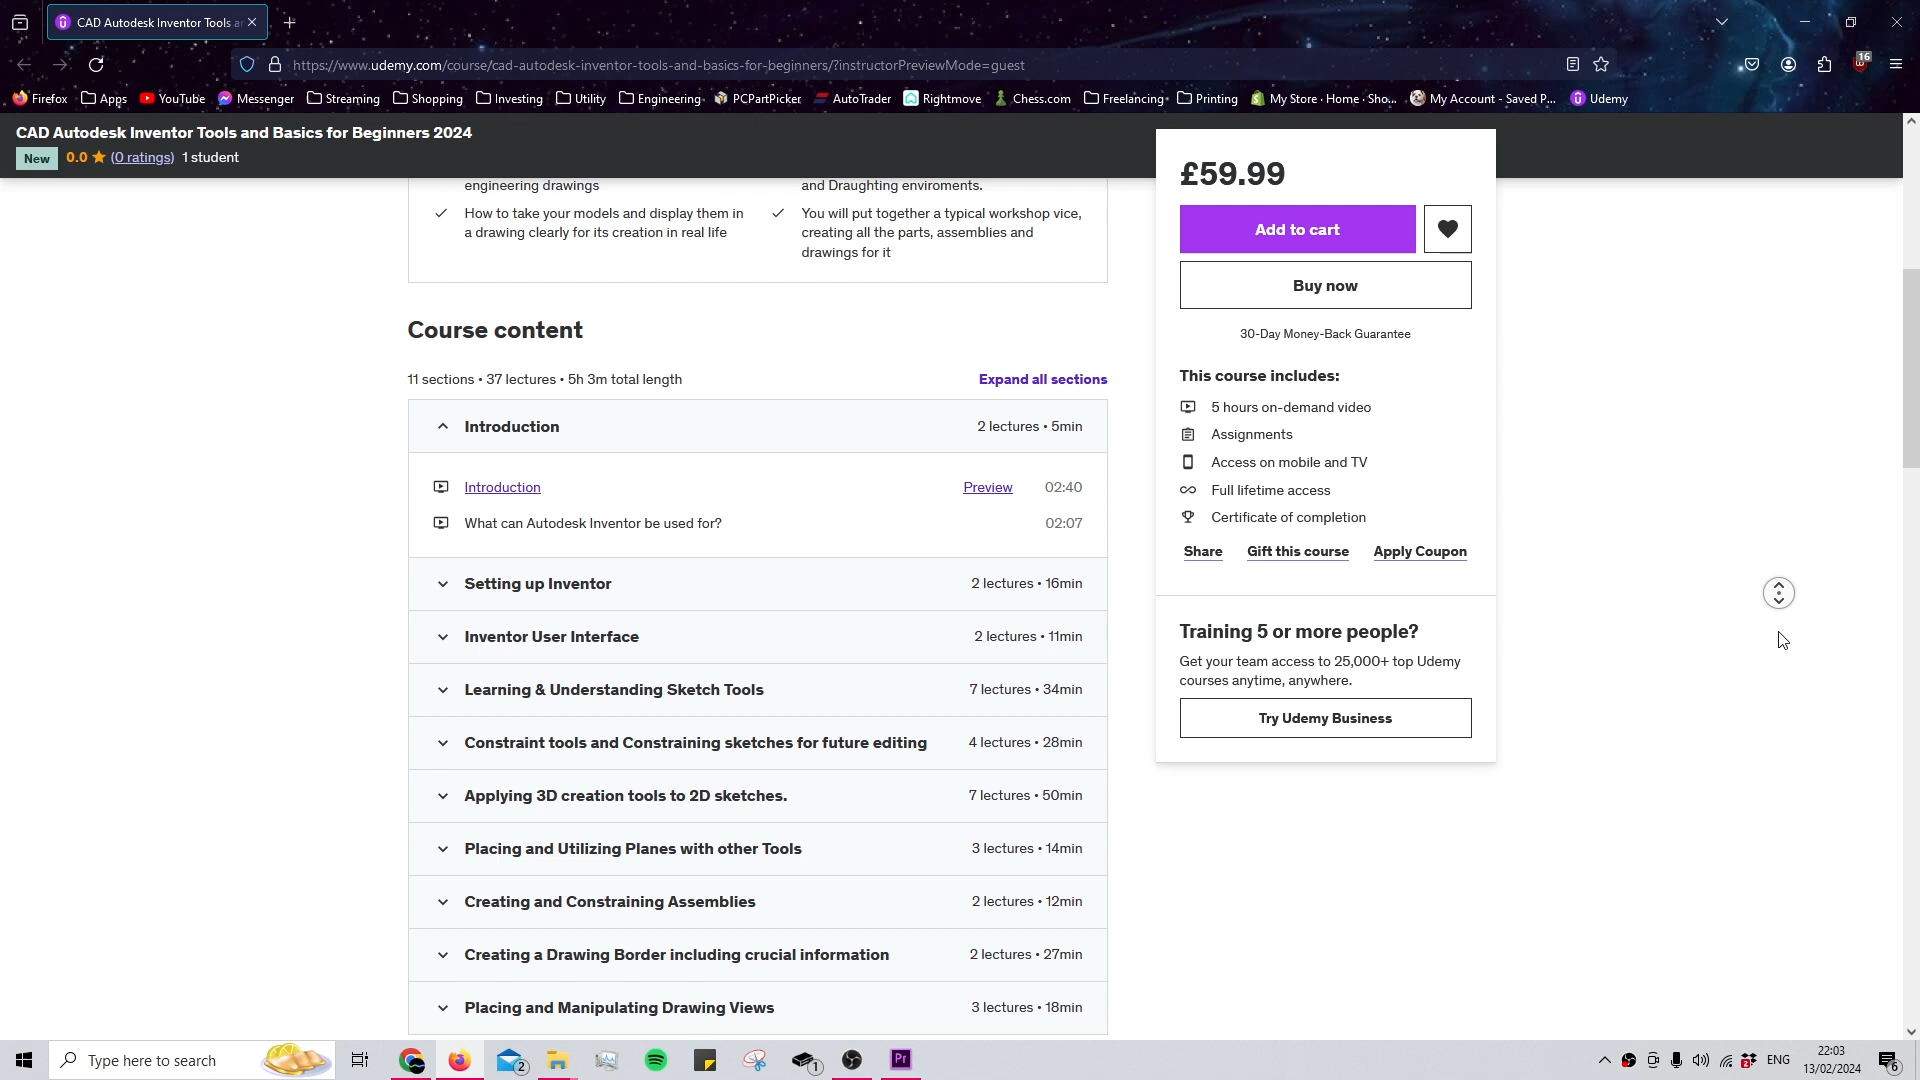 CAD Autodesk Inventor Tools a
https://www.udemy.com/course/cad-autodesk-inventor-tools-and-basics-for-beginners/?instructorPreviewMode=guest
16
Firefox Apps YouTube Messenger Streaming Shopping Investing Utility Engineering PCPartPicker AutoTrader Rightmove Chess.com Freelancing Printing My Store · Home · Sho... My Account - Saved P... Udemy
CAD Autodesk Inventor Tools and Basics for Beginners 2024
New 0.0 (0 ratings) 1 student
engineering drawings
How to take your models and display them in
a drawing clearly for its creation in real life
and Draughting enviroments.
You will put together a typical workshop vice,
creating all the parts, assemblies and
drawings for it
Course content
11 sections • 37 lectures • 5h 3m total length Expand all sections
Introduction 2 lectures • 5min
Introduction Preview 02:40
What can Autodesk Inventor be used for? 02:07
Setting up Inventor 2 lectures • 16min
Inventor User Interface 2 lectures • 11min
Learning & Understanding Sketch Tools 7 lectures • 34min
Constraint tools and Constraining sketches for future editing 4 lectures • 28min
Applying 3D creation tools to 2D sketches. 7 lectures • 50min
Placing and Utilizing Planes with other Tools 3 lectures • 14min
Creating and Constraining Assemblies 2 lectures • 12min
Creating a Drawing Border including crucial information 2 lectures • 27min
Placing and Manipulating Drawing Views 3 lectures • 18min
£59.99
Add to cart
Buy now
30-Day Money-Back Guarantee
This course includes:
5 hours on-demand video
Assignments
Access on mobile and TV
Full lifetime access
Certificate of completion
Share Gift this course Apply Coupon
Training 5 or more people?
Get your team access to 25,000+ top Udemy
courses anytime, anywhere.
Try Udemy Business
Type here to search
2
1
Pr
2
ENG
22:03
13/02/2024
6